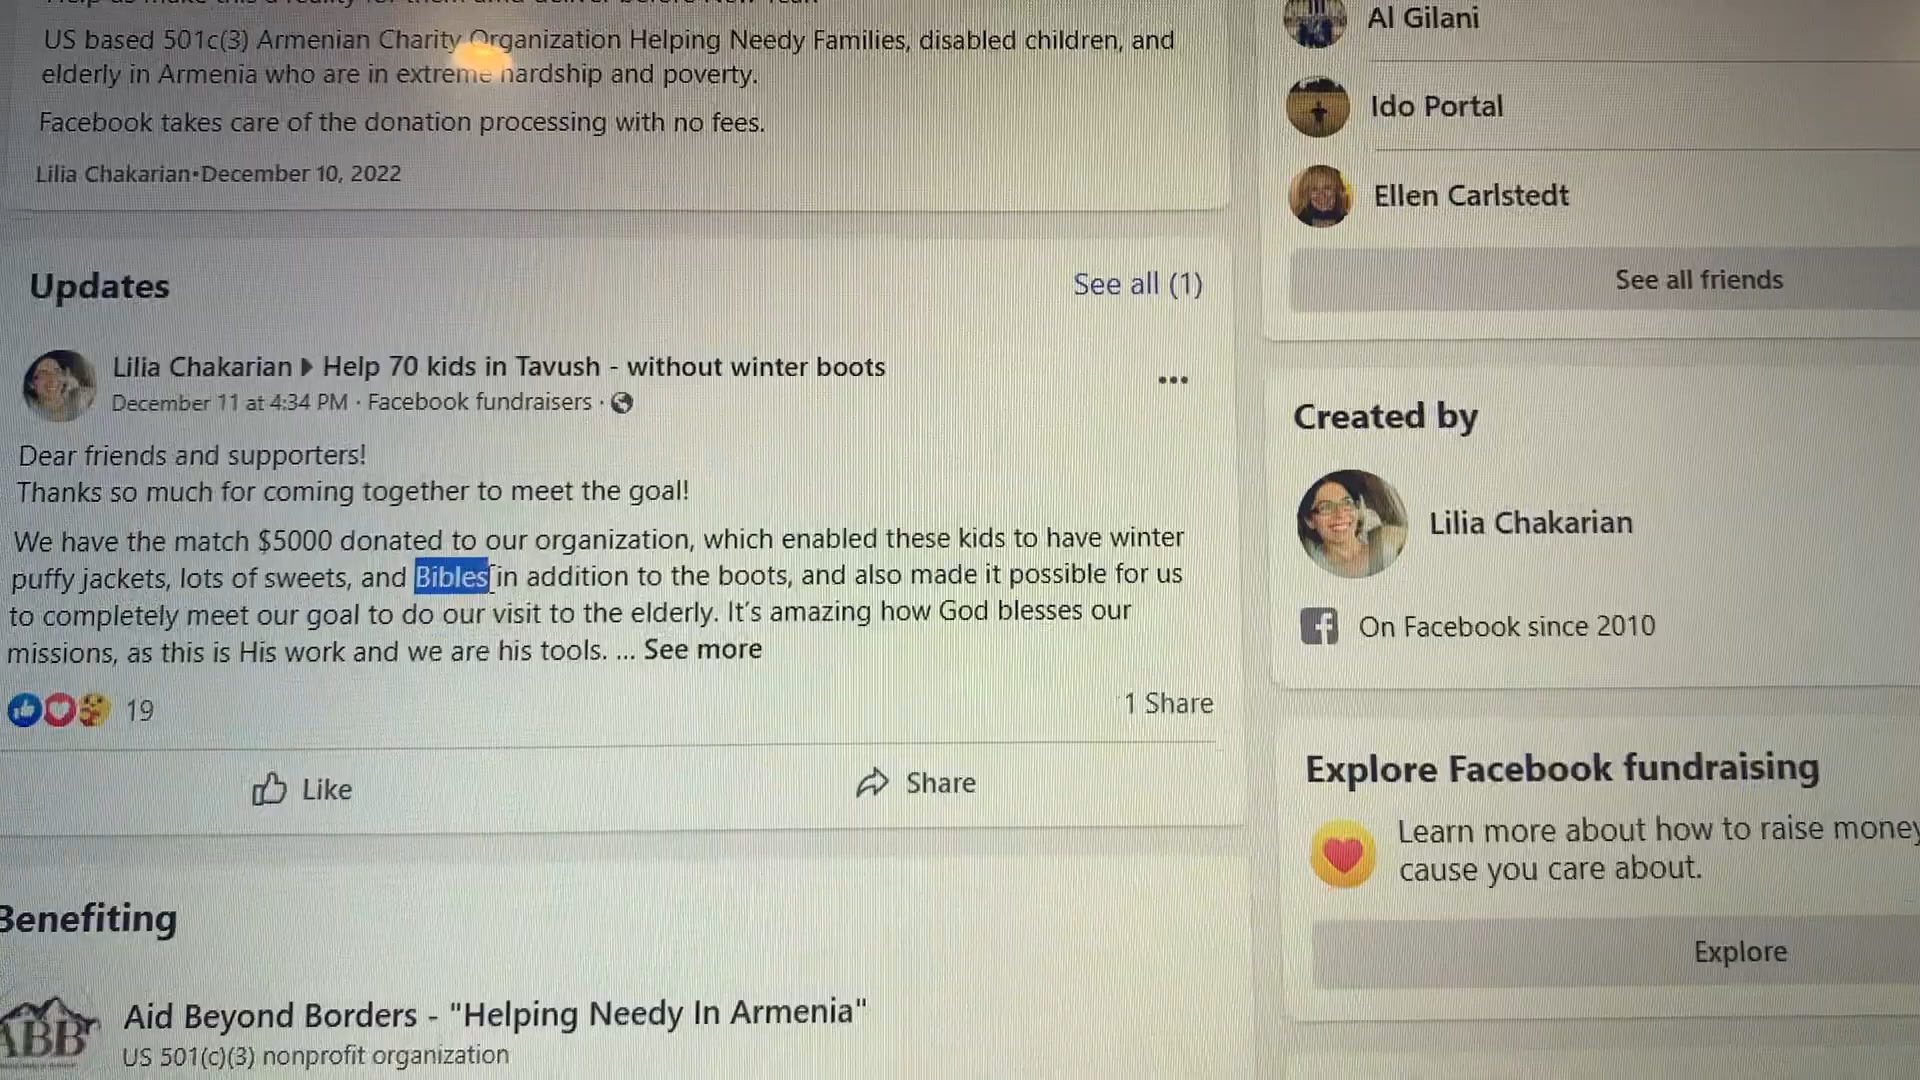 US based 501c(3) Armenian Charity Organization Helping Needy Families, disabled children, and
elderly in Armenia who are in extreme hardship and poverty.
Facebook takes care of the donation processing with no fees.
Lilia Chakarian•December 10, 2022
Updates
See all (1)
Lilia Chakarian ▸ Help 70 kids in Tavush - without winter boots
December 11 at 4:34 PM · Facebook fundraisers ·
Dear friends and supporters!
Thanks so much for coming together to meet the goal!
We have the match $5000 donated to our organization, which enabled these kids to have winter
puffy jackets, lots of sweets, and Bibles in addition to the boots, and also made it possible for us
to completely meet our goal to do our visit to the elderly. It's amazing how God blesses our
missions, as this is His work and we are his tools. ... See more
19
1 Share
Like
Share
Benefiting
ABB
Aid Beyond Borders - "Helping Needy In Armenia"
US 501(c)(3) nonprofit organization
Al Gilani
Ido Portal
Ellen Carlstedt
See all friends
Created by
Lilia Chakarian
On Facebook since 2010
Explore Facebook fundraising
Learn more about how to raise money
cause you care about.
Explore